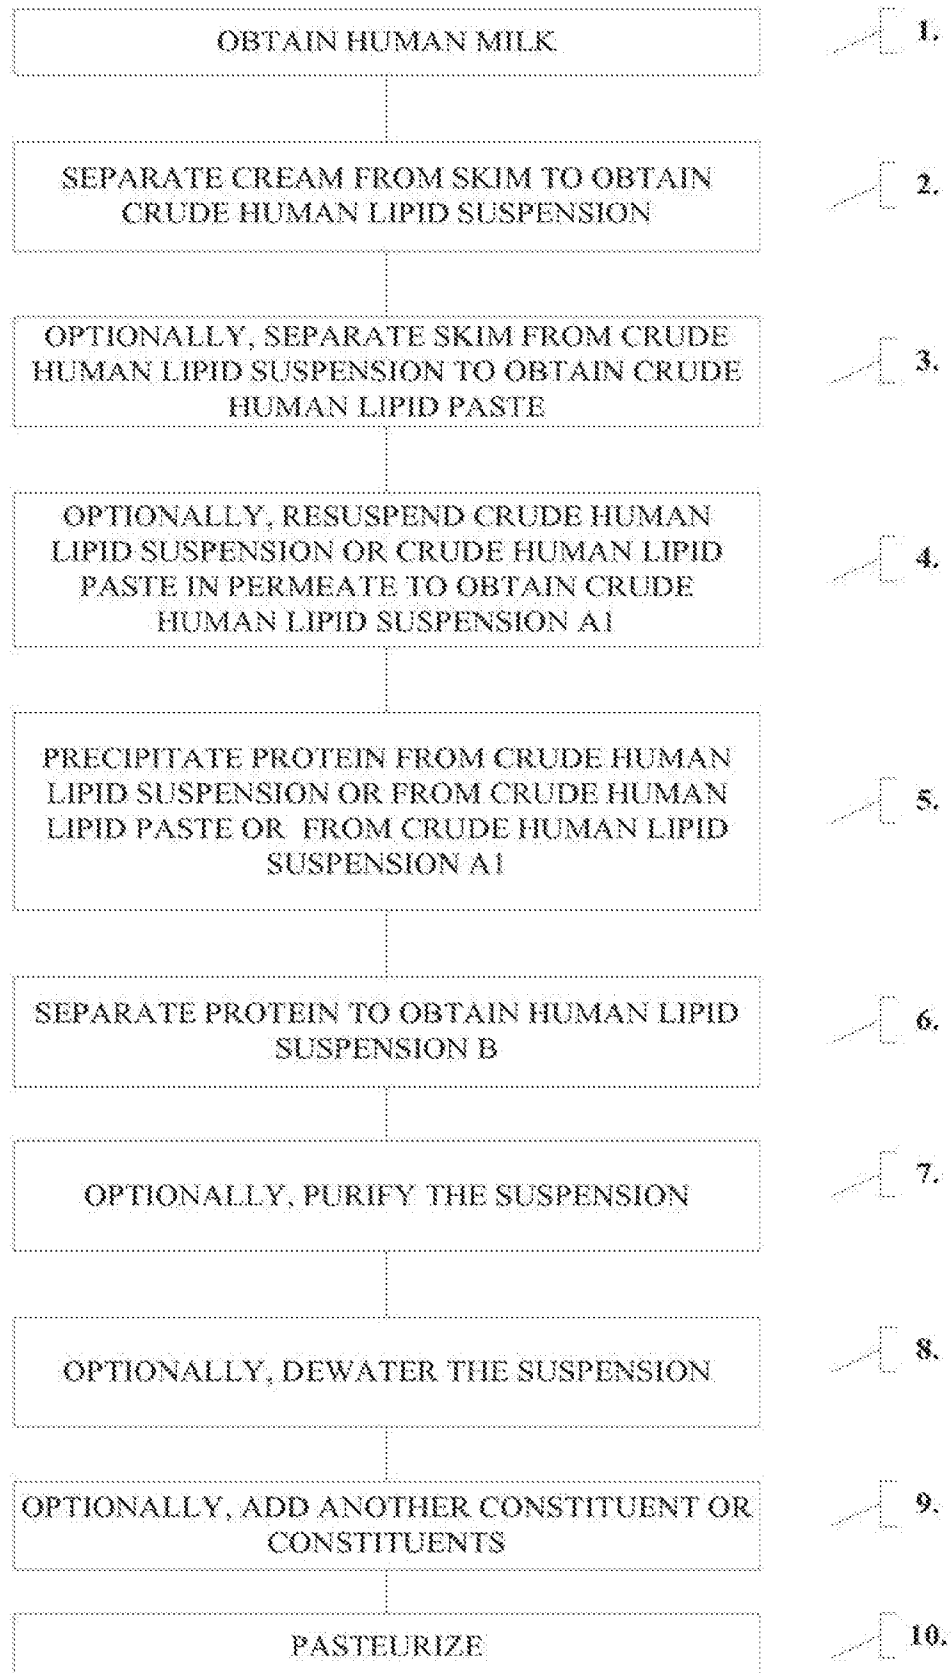 OBTAIN HUMAN MILK
1.
SEPARATE CREAM FROM SKIM TO OBTAIN
CRUDE HUMAN LIPID SUSPENSION
2.
OPTIONALLY, SEPARATE SKIM FROM CRUDE
HUMAN LIPID SUSPENSION TO OBTAIN CRUDE
HUMAN LIPID PASTE
3.
OPTIONALLY, RESUSPEND CRUDE HUMAN
LIPID SUSPENSION OR CRUDE HUMAN LIPID
PASTE IN PERMEATE TO OBTAIN CRUDE
HUMAN LIPID SUSPENSION A1
4.
PRECIPITATE PROTEIN FROM CRUDE HUMAN
LIPID SUSPENSION OR FROM CRUDE HUMAN
LIPID PASTE OR FROM CRUDE HUMAN LIPID
SUSPENSION A1
5.
SEPARATE PROTEIN TO OBTAIN HUMAN LIPID
SUSPENSION B
6.
OPTIONALLY, PURIFY THE SUSPENSION
7.
OPTIONALLY, DEWATER THE SUSPENSION
8.
OPTIONALLY, ADD ANOTHER CONSTITUENT OR
CONSTITUENTS
9.
PASTEURIZE
10.